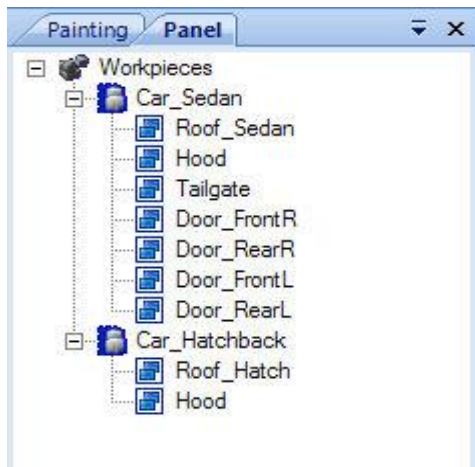 Painting Panel
Workpieces
Car_Sedan
Roof_Sedan
Hood
Tailgate
Door_FrontR
Door_RearR
Door_FrontL
Door_RearL
Car_Hatchback
Roof_Hatch
Hood